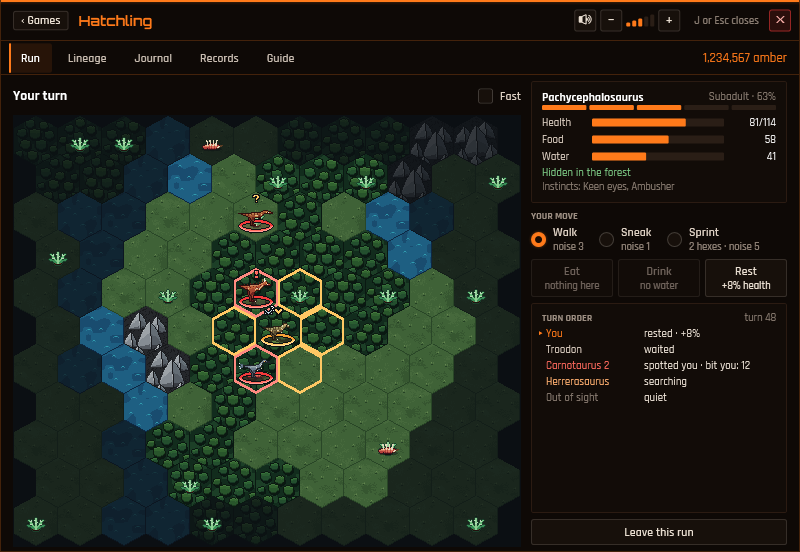 ‹ Games
Hatchling
−
+
J or Esc closes
✕
Run
Lineage
Journal
Records
Guide
1,234,567 amber
Your turn
Fast
?
!
Pachycephalosaurus
Subadult · 63%
Health
81/114
Food
58
Water
41
Hidden in the forest
Instincts: Keen eyes, Ambusher
YOUR MOVE
Walk
noise 3
Sneak
noise 1
Sprint
2 hexes · noise 5
Eat
nothing here
Drink
no water
Rest
+8% health
TURN ORDER
turn 48
▸ You rested · +8%
Troodon waited
Carnotaurus 2 spotted you · bit you: 12
Herrerasaurus searching
Out of sight quiet
Leave this run